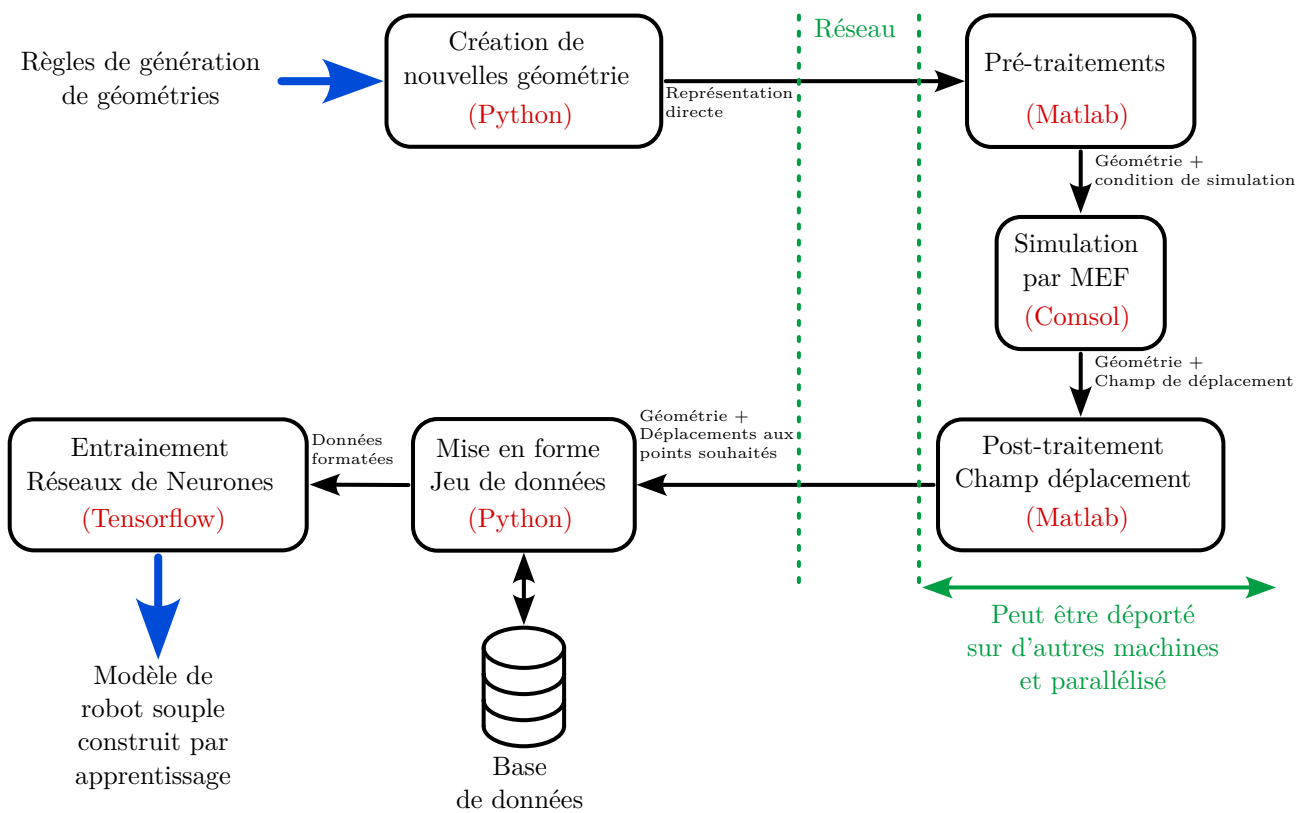 Règles de génération
de géométries
Création de
nouvelles géométrie
(Python)
Représentation
directe
Réseau
Pré-traitements
(Matlab)
Géométrie +
condition de simulation
Simulation
par MEF
(Comsol)
Géométrie +
Champ de déplacement
Post-traitement
Champ déplacement
(Matlab)
Géométrie +
Déplacements aux
points souhaités
Mise en forme
Jeu de données
(Python)
Données
formatées
Entrainement
Réseaux de Neurones
(Tensorflow)
Peut être déporté
sur d'autres machines
et parallélisé
Modèle de
robot souple
construit par
apprentissage
Base
de données